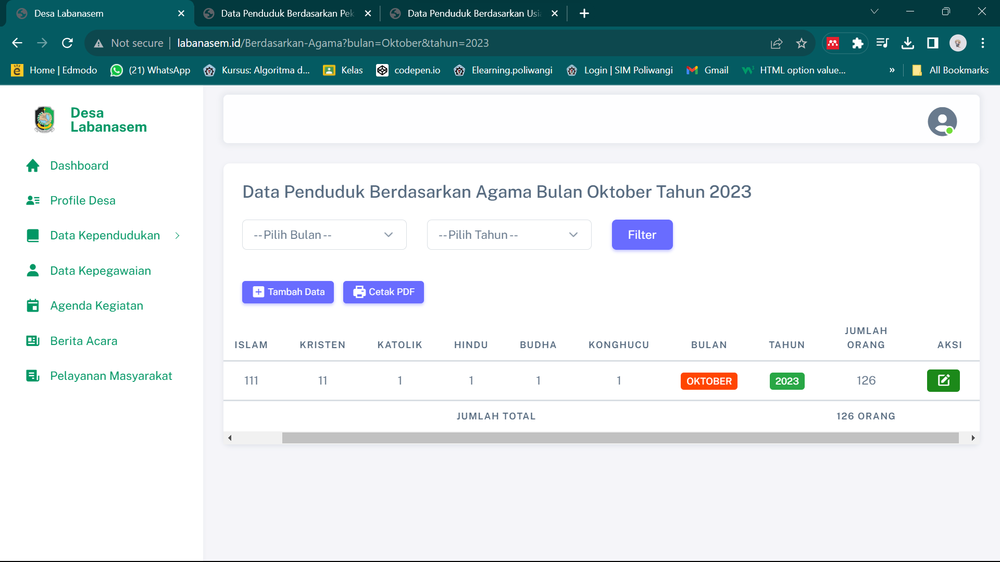 Desa Labanasem
Data Penduduk Berdasarkan Pek
Data Penduduk Berdasarkan Usi
Not secure
labanasem.id/Berdasarkan-Agama?bulan=Oktober&tahun=2023
Home | Edmodo
(21) WhatsApp
Kursus: Algoritma d...
Kelas
codepen.io
Elearning.poliwangi
Login | SIM Poliwangi
Gmail
HTML option value...
»
All Bookmarks
Desa
Labanasem
Dashboard
Profile Desa
Data Kependudukan
Data Kepegawaian
Agenda Kegiatan
Berita Acara
Pelayanan Masyarakat
Data Penduduk Berdasarkan Agama Bulan Oktober Tahun 2023
--Pilih Bulan-- --Pilih Tahun-- Filter
Tambah Data Cetak PDF
ISLAM KRISTEN KATOLIK HINDU BUDHA KONGHUCU BULAN TAHUN JUMLAH ORANG AKSI
111 11 1 1 1 1 OKTOBER 2023 126
JUMLAH TOTAL 126 ORANG